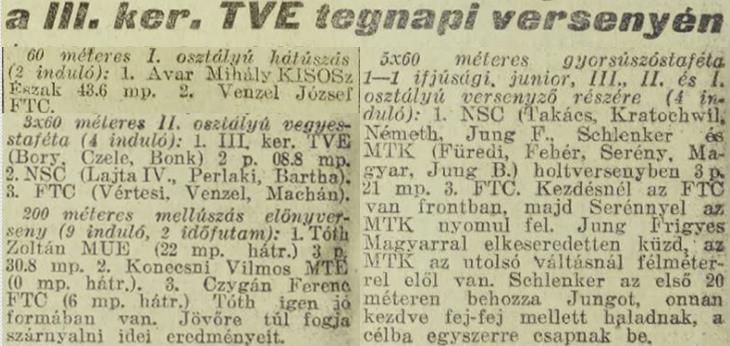 a III. ker. TVE tegnapi versenyén
60 méteres I. osztályú hátúszás
(2 induló): 1. Avar Mihály KISOSz
Észak 43.6 mp. 2. Venzel József
FTC.
3x60 méteres II. osztályú vegyes-
staféta (4 induló): 1. III. ker. TVE
(Bory, Czele, Bonk) 2 p. 08.8 mp.
2. NSC (Lajta IV., Perlaki, Bartha).
3. FTC (Vértesi, Venzel, Machán).
200 méteres mellúszás előnyver-
seny (9 induló, 2 időfutam): 1. Tóth
Zoltán MUE (22 mp. hátr.) 3 p.
30.8 mp. 2. Konecsni Vilmos MTE
(0 mp. hátr.). 3. Czygán Ferenc
FTC (6 mp. hátr.) Tóth igen jó
formában van. Jövőre túl fogja
szárnyalni idei eredményeit.
5x60 méteres gyorsúszóstaféta
1—1 ifjúsági, junior, III., II. és I.
osztályú versenyző részére (4 in-
duló): 1. NSC (Takács, Kratochwil,
Németh, Jung F., Schlenker és
MTK (Füredi, Fehér, Serény, Ma-
gyar, Jung B.) holtversenyben 3 p.
21 mp. 3. FTC. Kezdésnél az FTC
van frontban, majd Serénnyel az
MTK nyomul fel. Jung Frigyes
Magyarral elkeseredetten küzd, az
MTK az utolsó váltásnál félméter-
rel elől van. Schlenker az első 20
méteren behozza Jungot, onnan
kezdve fej-fej mellett haladnak, a
célba egyszerre csapnak be.